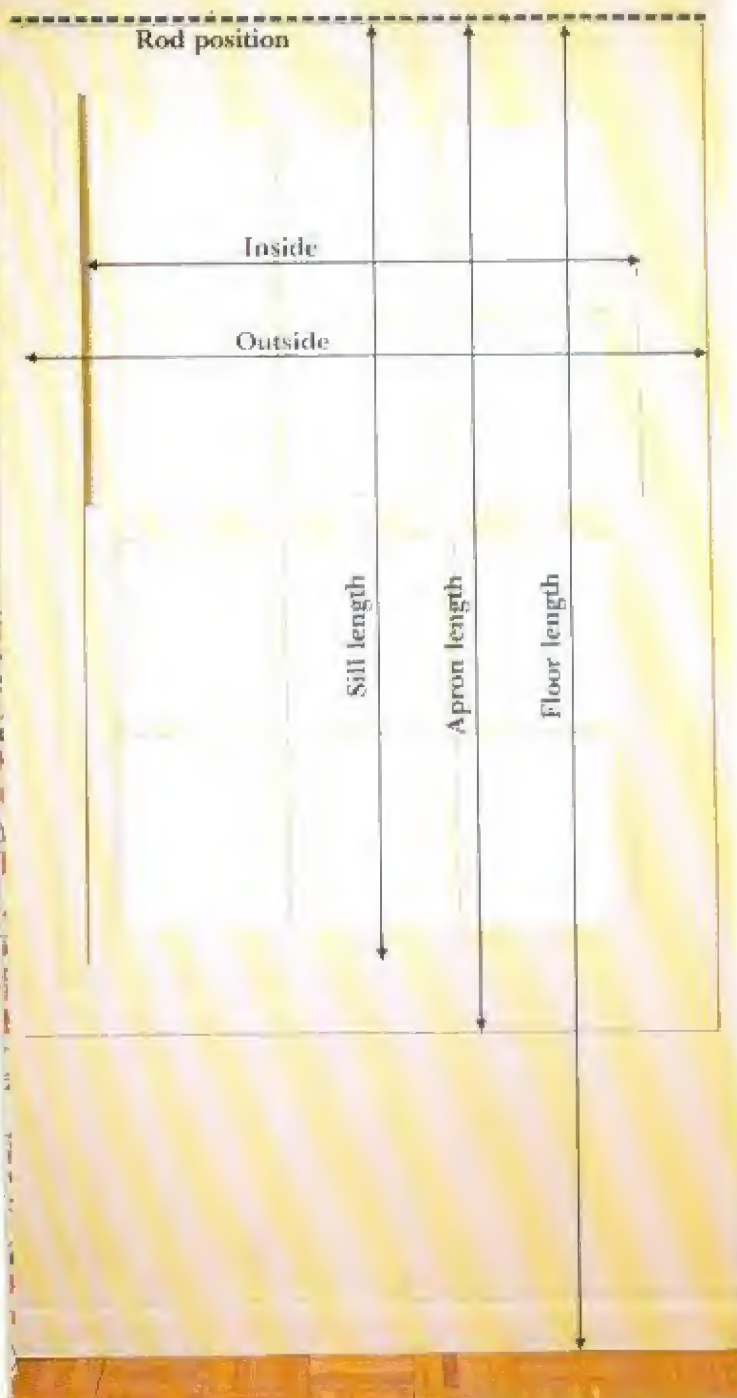 Rod position
Inside
Outside
Sill length
Apron length
Floor length